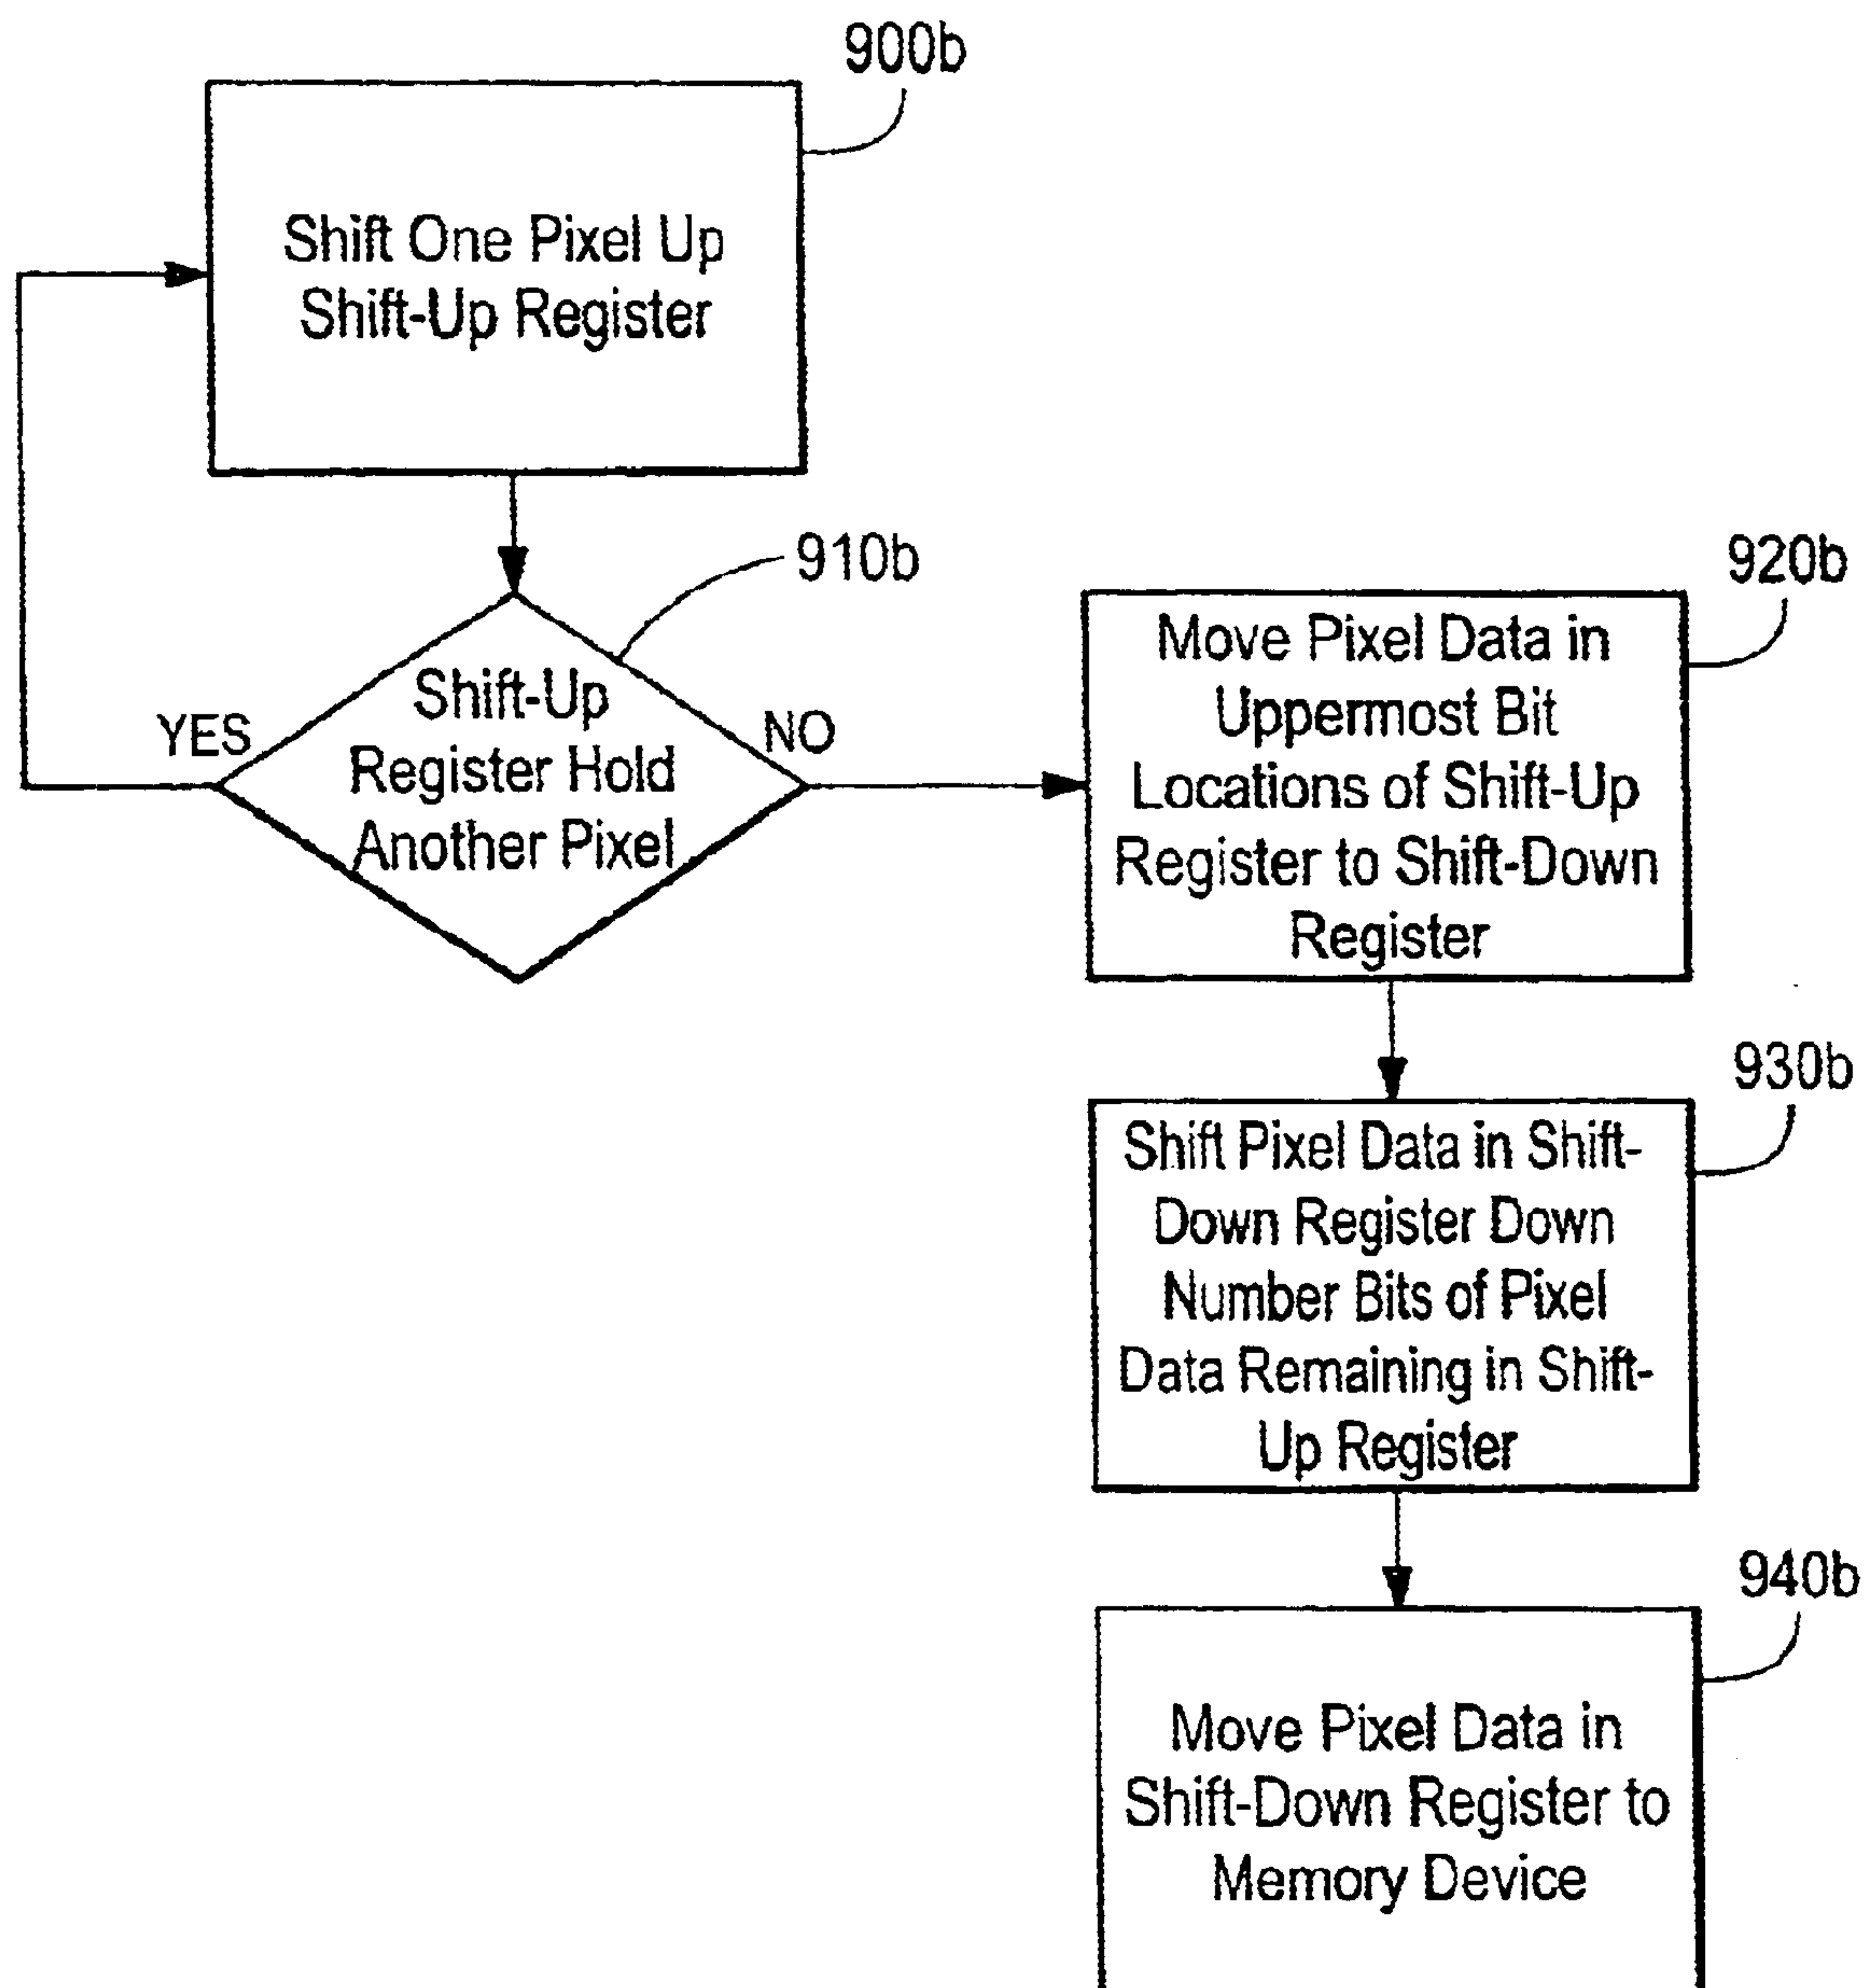 900b
Shift One Pixel Up
Shift-Up Register
910b
Shift-Up
Register Hold
Another Pixel
YES
NO
920b
Move Pixel Data in
Uppermost Bit
Locations of Shift-Up
Register to Shift-Down
Register
930b
Shift Pixel Data in Shift-
Down Register Down
Number Bits of Pixel
Data Remaining in Shift-
Up Register
940b
Move Pixel Data in
Shift-Down Register to
Memory Device